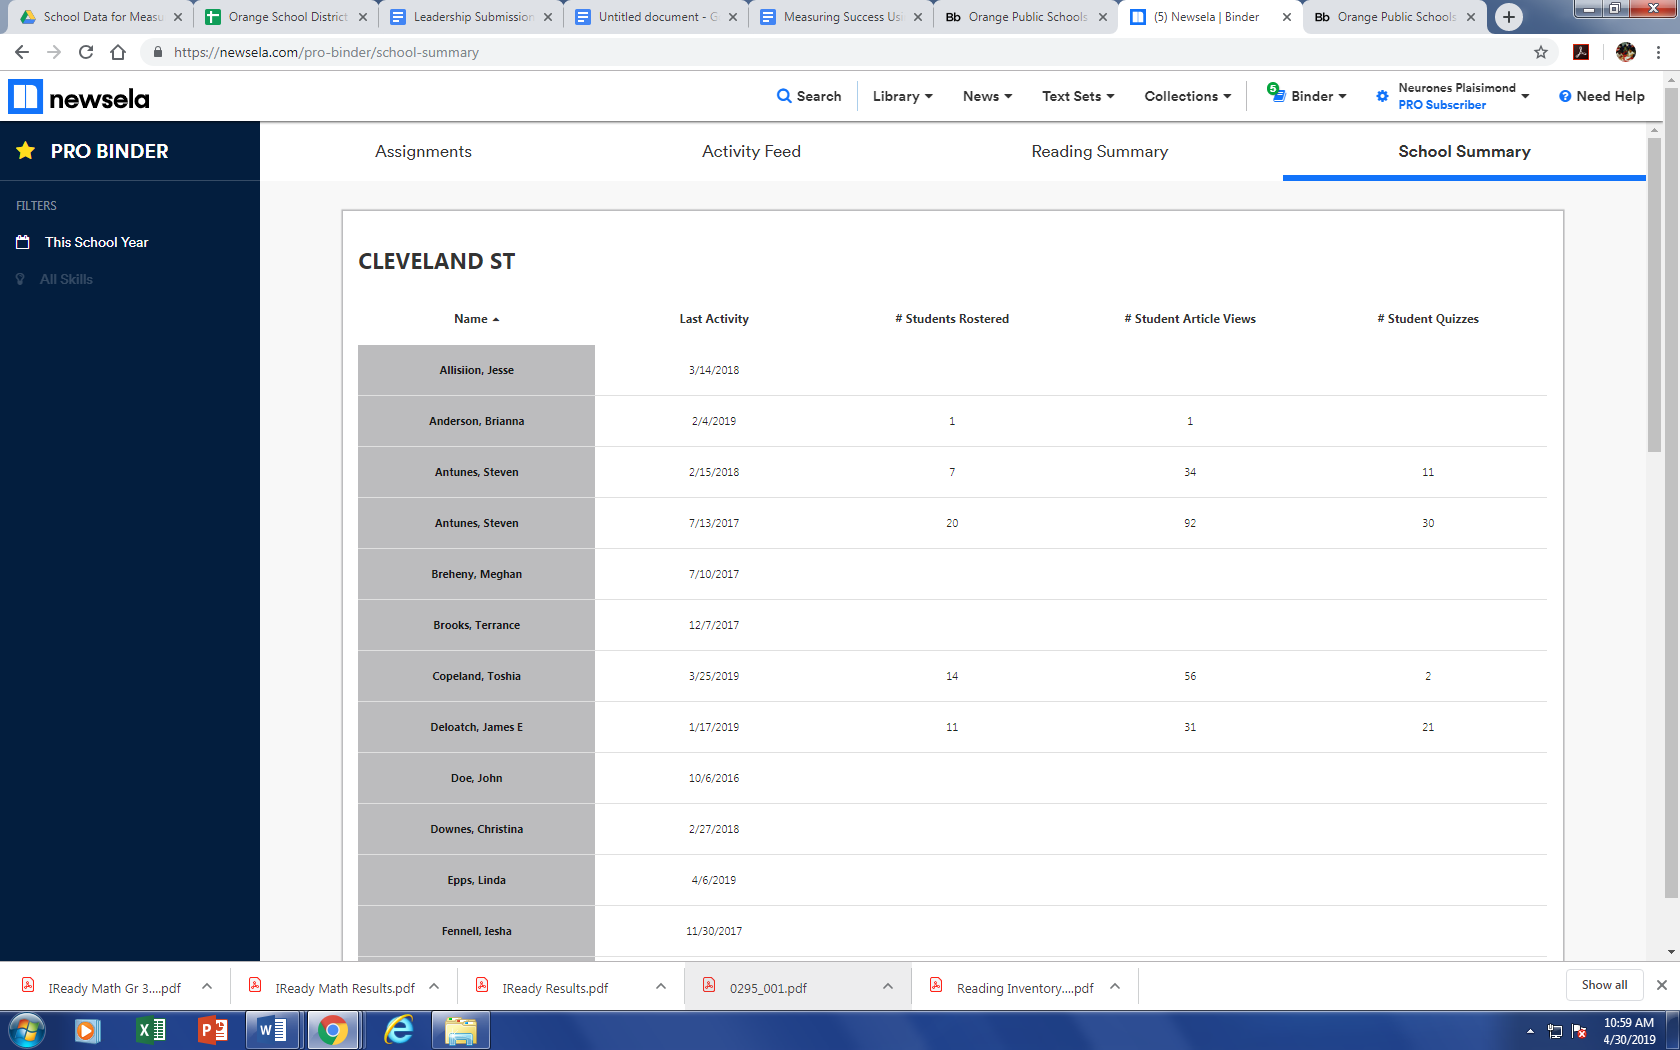 School Data for Measu
Orange School District
Leadership Submission
Untitled document - G
Measuring Success Usi
Bb Orange Public Schools
(5) Newsela | Binder
Bb Orange Public Schools
https://newsela.com/pro-binder/school-summary
newsela
Search
Library
News
Text Sets
Collections
5 Binder
Neurones Plaisimond
PRO Subscriber
Need Help
PRO BINDER
Assignments
Activity Feed
Reading Summary
School Summary
FILTERS
This School Year
All Skills
CLEVELAND ST
Name Last Activity # Students Rostered # Student Article Views # Student Quizzes
Allisiion, Jesse 3/14/2018
Anderson, Brianna 2/4/2019 1 1
Antunes, Steven 2/15/2018 7 34 11
Antunes, Steven 7/13/2017 20 92 30
Breheny, Meghan 7/10/2017
Brooks, Terrance 12/7/2017
Copeland, Toshia 3/25/2019 14 56 2
Deloatch, James E 1/17/2019 11 31 21
Doe, John 10/6/2016
Downes, Christina 2/27/2018
Epps, Linda 4/6/2019
Fennell, Iesha 11/30/2017
IReady Math Gr 3....pdf
IReady Math Results.pdf
IReady Results.pdf
0295_001.pdf
Reading Inventory....pdf
Show all
10:59 AM
4/30/2019